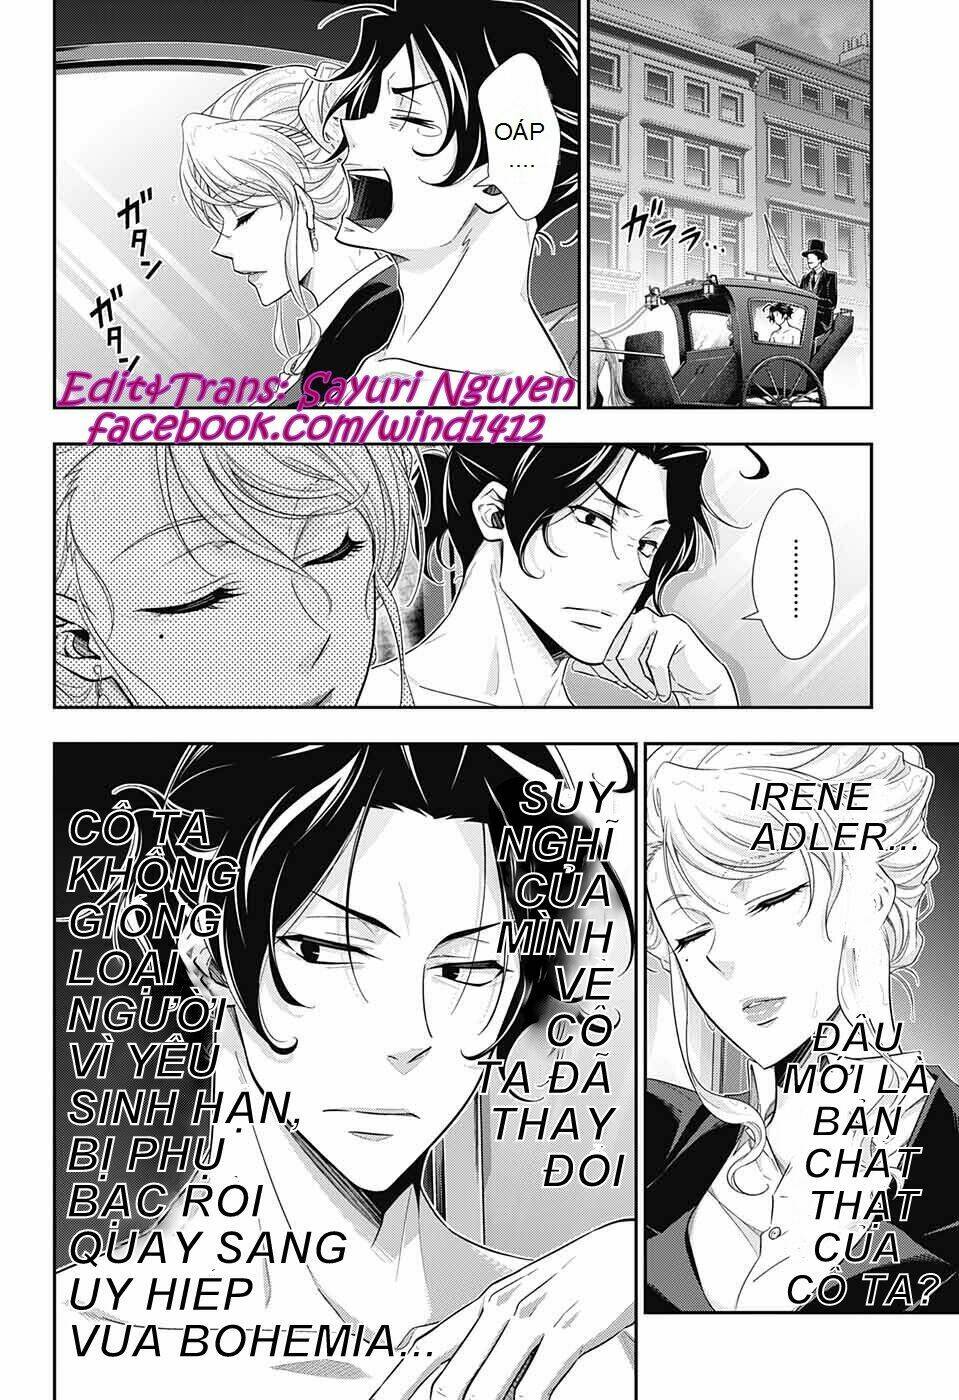 ガララ…
OÁP
....
ガタン
ガタン
Edit&Trans: Sayuri Nguyen
facebook.com/wind1412
..........
IRENE
ADLER...
ĐÂU
MỚI LÀ
BẢN
CHẤT
THẬT
CỦA
CÔ TA?
SUY
NGHĨ
CỦA
MÌNH
VỀ
CÔ
TA ĐÃ
THAY
ĐỔI
CÔ TA
KHÔNG
GIỐNG
LOẠI
NGƯỜI
VÌ YÊU
SINH HẬN,
BỊ PHỤ
BẠC RỒI
QUAY SANG
UY HIẾP
VUA BOHEMIA...